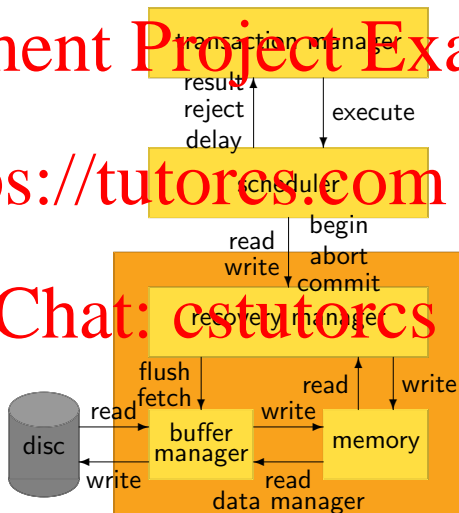 ment Project Exa
transaction manager
result
reject
delay
execute
ps://tutorcs.com
scheduler
read
write
begin
abort
commit
Chat: cstutorcs
recovery manager
flush
fetch
read
write
disc
read
write
buffer
manager
write
read
memory
data manager